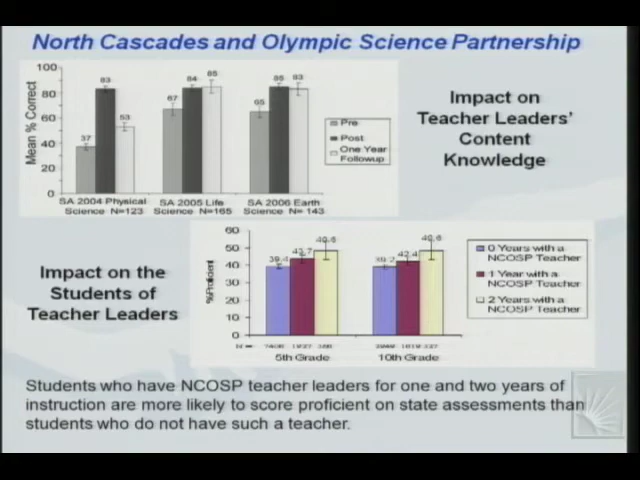 North Cascades and Olympic Science Partnership
100
80
60
40
20
0
Mean % Correct
37
83
53
67
84
85
65
85
83
SA 2004 Physical
Science N=123
SA 2005 Life
Science N=165
SA 2006 Earth
Science N= 143
Pre
Post
One Year
Followup
Impact on
Teacher Leaders'
Content
Knowledge
Impact on the
Students of
Teacher Leaders
60
50
40
30
20
10
0
%Proficient
39.4
43.7
48.6
39.2
42.4
48.6
5th Grade
10th Grade
0 Years with a
NCOSP Teacher
1 Year with a
NCOSP Teacher
2 Years with a
NCOSP Teacher
Students who have NCOSP teacher leaders for one and two years of
instruction are more likely to score proficient on state assessments than
students who do not have such a teacher.